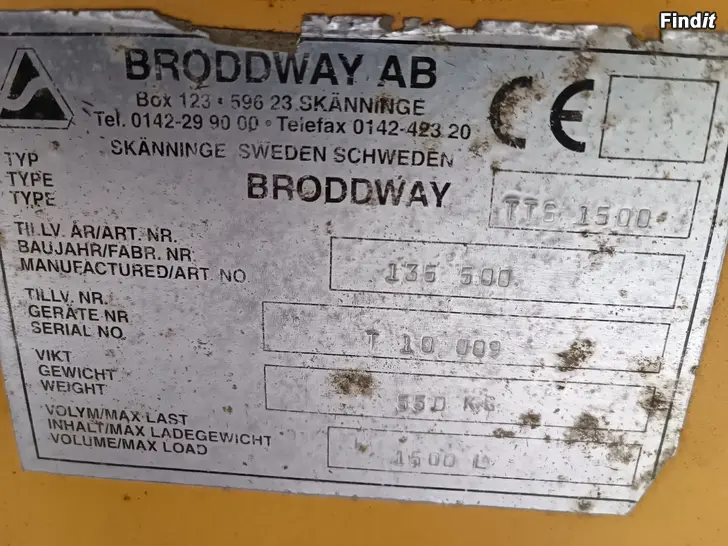 Findit
BRODDWAY AB
Box 123 • 596 23 SKÄNNINGE
Tel. 0142-29 90 00 • Telefax 0142-423 20
SKÄNNINGE SWEDEN SCHWEDEN
CE
TYP
TYPE
TYPE
BRODDWAY TTS 1500
TILLV. ÅR/ART. NR.
BAUJAHR/FABR. NR.
MANUFACTURED/ART. NO.
135 500
TILLV. NR.
GERÄTE NR
SERIAL NO.
T 10 009
VIKT
GEWICHT
WEIGHT
550 KG
VOLYM/MAX LAST
INHALT/MAX LADEGEWICHT
VOLUME/MAX LOAD
1500 L